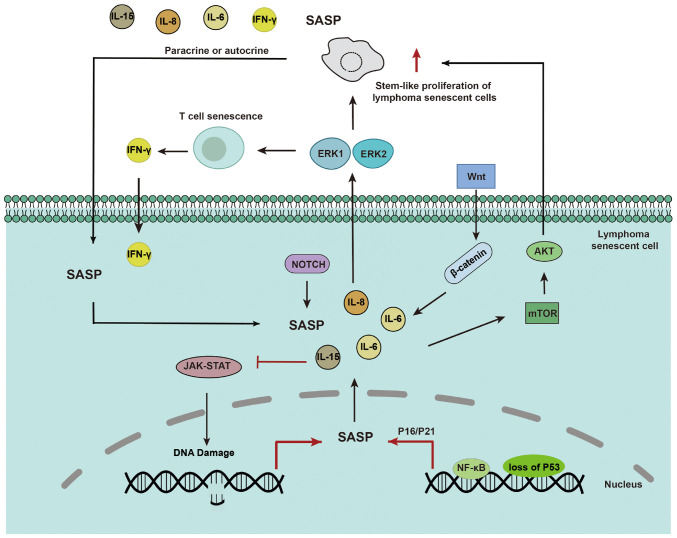 IL-15
IL-8
IL-6
IFN-γ
SASP
Paracrine or autocrine
Stem-like proliferation of
lymphoma senescent cells
T cell senescence
IFN-γ
ERK1
ERK2
Wnt
Lymphoma
senescent cell
IFN-γ
AKT
SASP
NOTCH
β-catenin
IL-8
mTOR
IL-6
SASP
IL-6
IL-15
JAK-STAT
P16/P21
SASP
DNA Damage
NF-κB
loss of P53
Nucleus